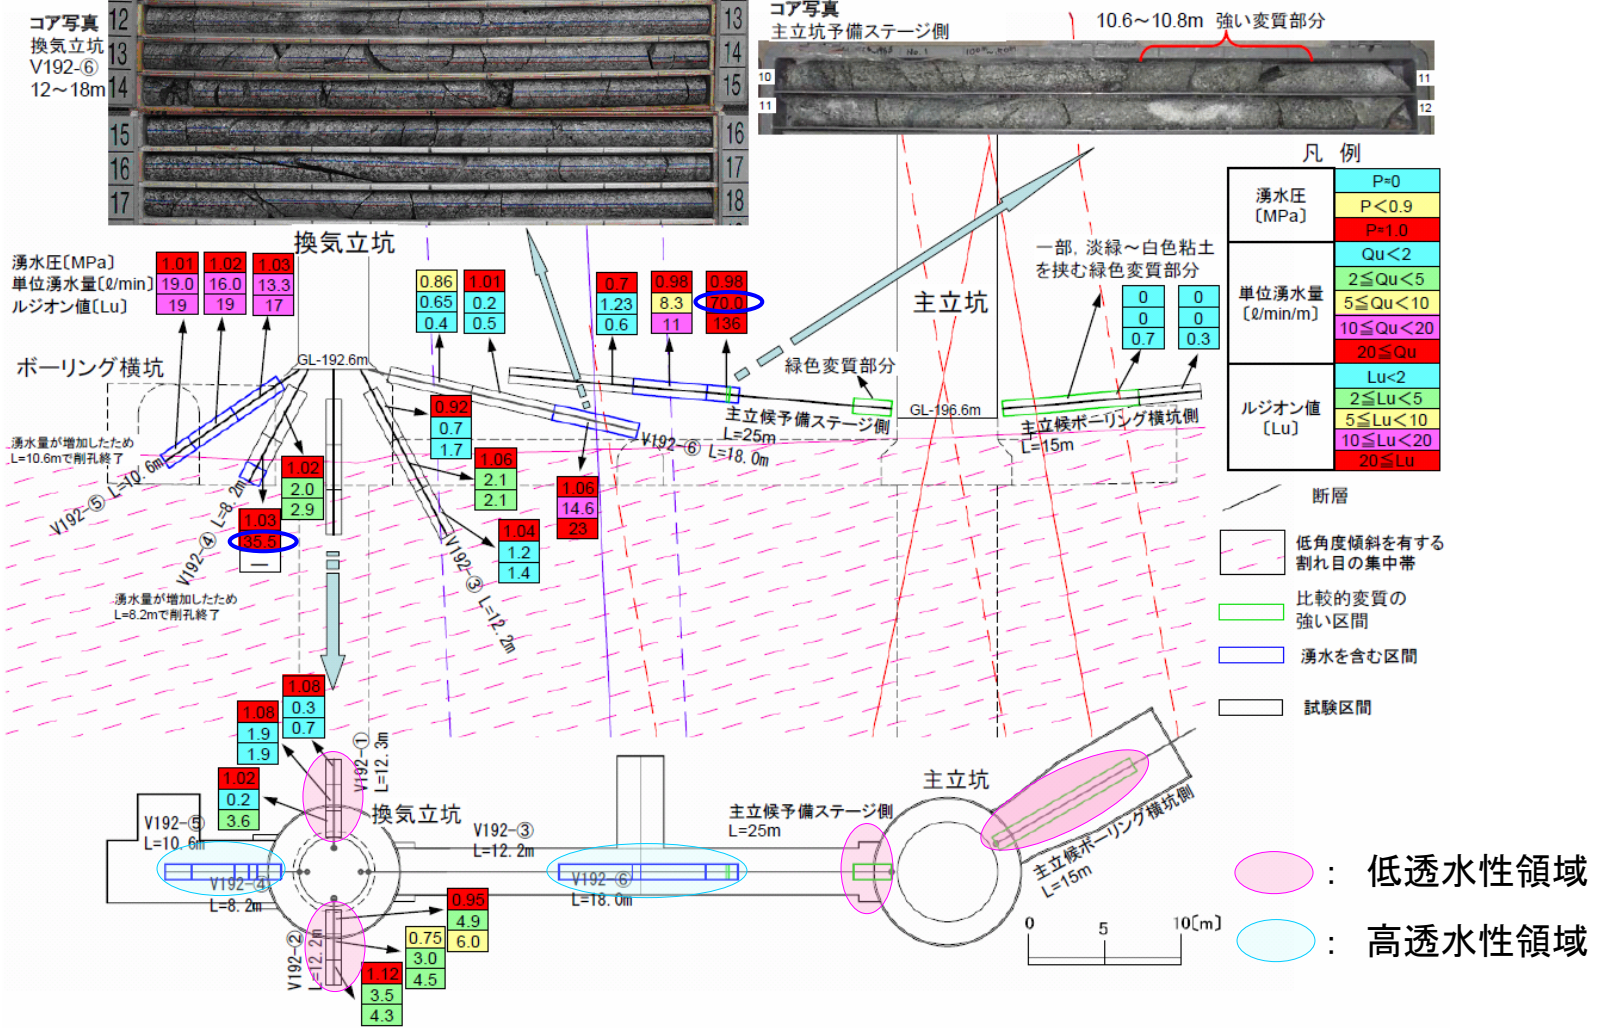 コア写真
換気立坑
V192-⑥
12～18m
12
13
14
15
16
17
13
14
15
16
17
18
コア写真
主立坑予備ステージ側
10.6～10.8m 強い変質部分
10
11
11
12
凡 例
湧水圧
〔MPa〕
P≒0
P＜0.9
P≒1.0
単位湧水量
〔ℓ/min/m〕
Qu＜2
2≦Qu＜5
5≦Qu＜10
10≦Qu＜20
20≦Qu
ルジオン値
〔Lu〕
Lu<2
2≦Lu<5
5≦Lu<10
10≦Lu<20
20≦Lu
断層
低角度傾斜を有する
割れ目の集中帯
比較的変質の
強い区間
湧水を含む区間
試験区間
換気立坑
湧水圧〔MPa〕
単位湧水量〔ℓ/min〕
ルジオン値〔Lu〕
1.01
19.0
19
1.02
16.0
19
1.03
13.3
17
0.86
0.65
0.4
1.01
0.2
0.5
0.7
1.23
0.6
0.98
8.3
11
0.98
70.0
136
主立坑
一部，淡緑～白色粘土
を挟む緑色変質部分
0
0
0.7
0
0
0.3
ボーリング横坑
GL-192.6m
緑色変質部分
GL-196.6m
主立候予備ステージ側
L=25m
主立候ボーリング横坑側
L=15m
V192-⑥ L=18.0m
湧水量が増加したため
L=10.6mで削孔終了
V192-⑤ L=10.6m
V192-④ L=8.2m
V192-③ L=12.2m
0.92
0.7
1.7
1.06
2.1
2.1
1.04
1.2
1.4
1.06
14.6
23
1.02
2.0
2.9
1.03
35.5
—
湧水量が増加したため
L=8.2mで削孔終了
1.08
0.3
0.7
1.08
1.9
1.9
1.02
0.2
3.6
V192-①
L=12.3m
換気立坑
V192-⑤
L=10.6m
V192-④
L=8.2m
V192-③
L=12.2m
V192-⑥
L=18.0m
V192-②
L=12.2m
0.95
4.9
6.0
0.75
3.0
4.5
1.12
3.5
4.3
主立候予備ステージ側
L=25m
主立坑
主立候ボーリング横坑側
L=15m
0
5
10〔m〕
： 低透水性領域
： 高透水性領域